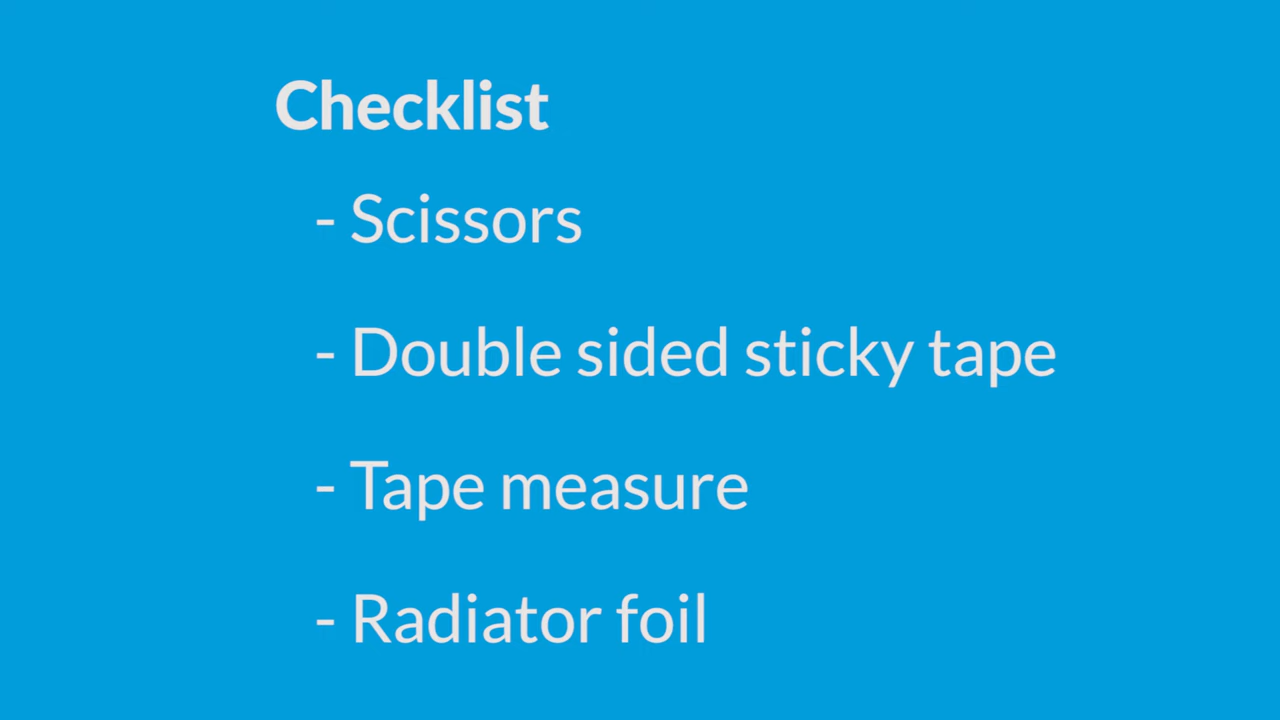 Checklist
- Scissors
- Double sided sticky tape
- Tape measure
- Radiator foil